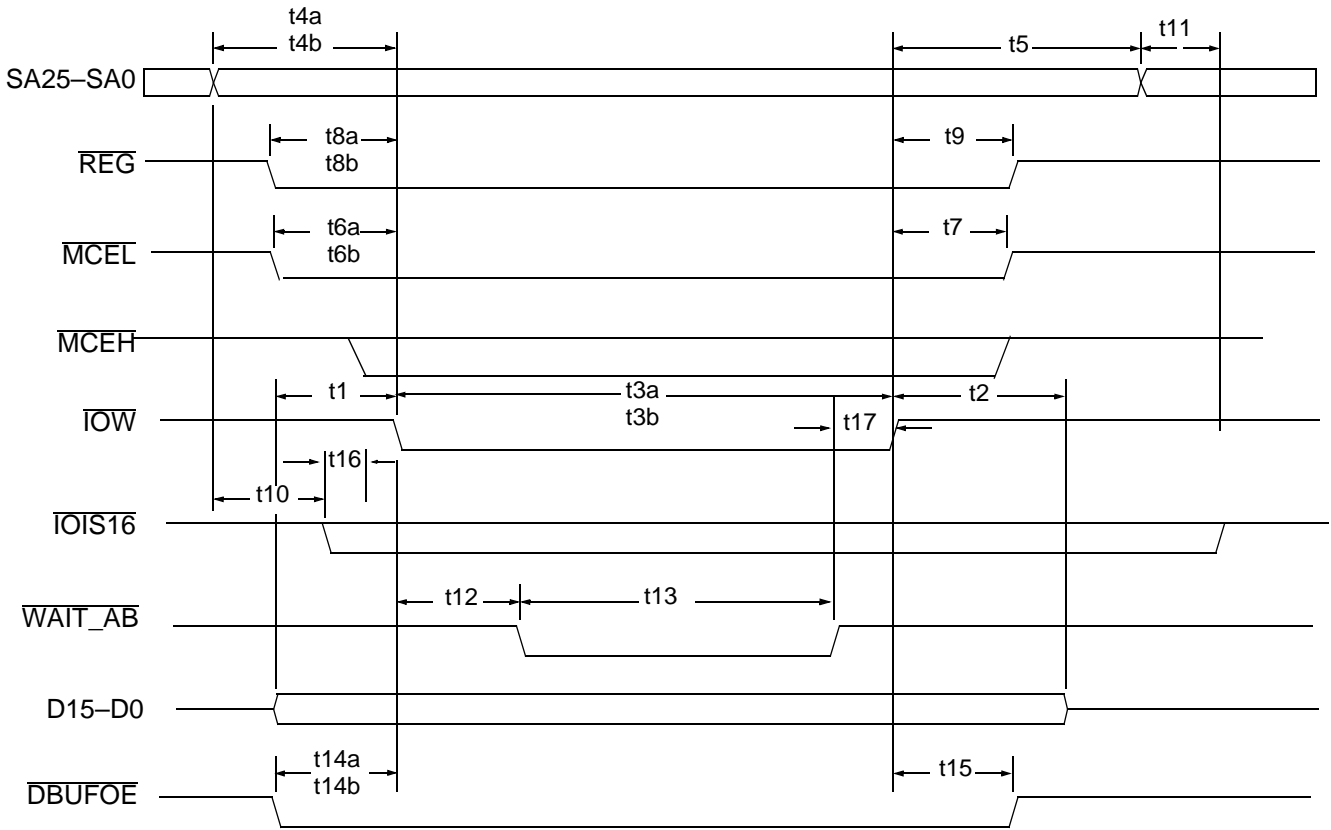 t4a
t4b
t5
t11
SA25–SA0
t8a
t8b
t9
REG
t6a
t6b
t7
MCEL
MCEH
t1
t3a
t3b
t2
IOW
t17
t16
t10
IOIS16
t12
t13
WAIT_AB
D15–D0
t14a
t14b
t15
DBUFOE